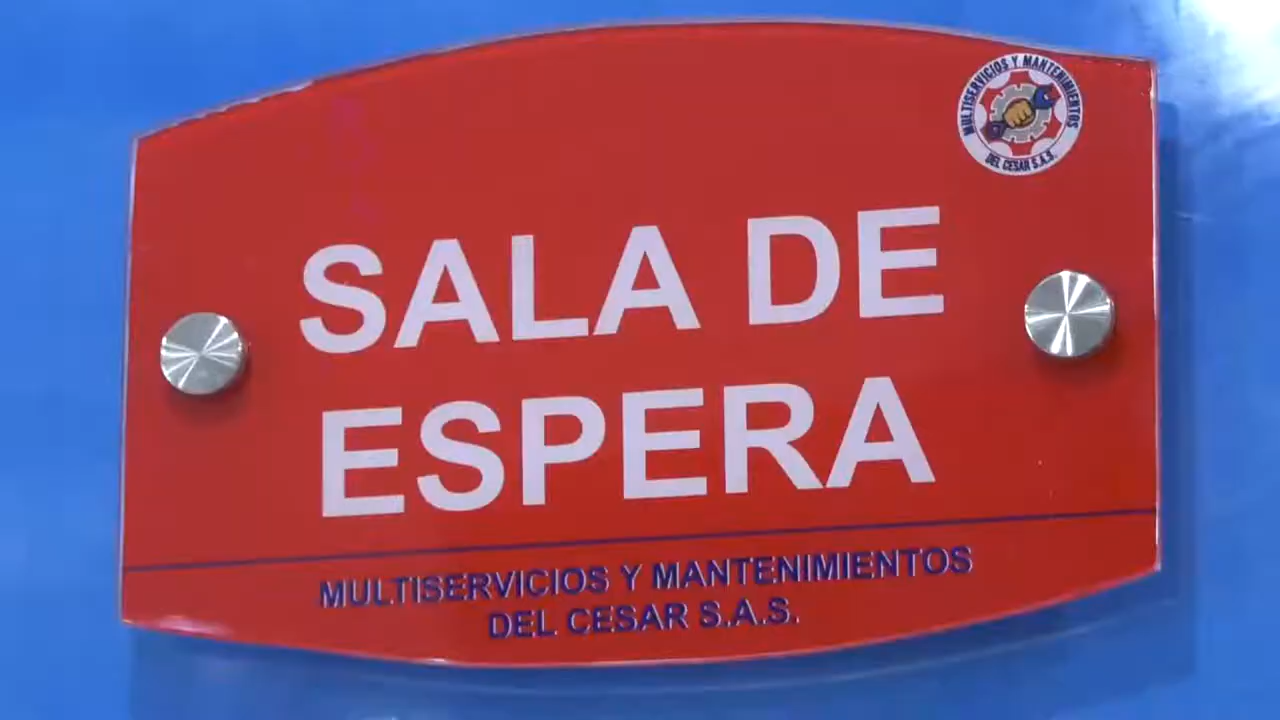 MULTISERVICIOS Y MANTENIMIENTOS
DEL CESAR S.A.S.
SALA DE
ESPERA
MULTISERVICIOS Y MANTENIMIENTOS
DEL CESAR S.A.S.